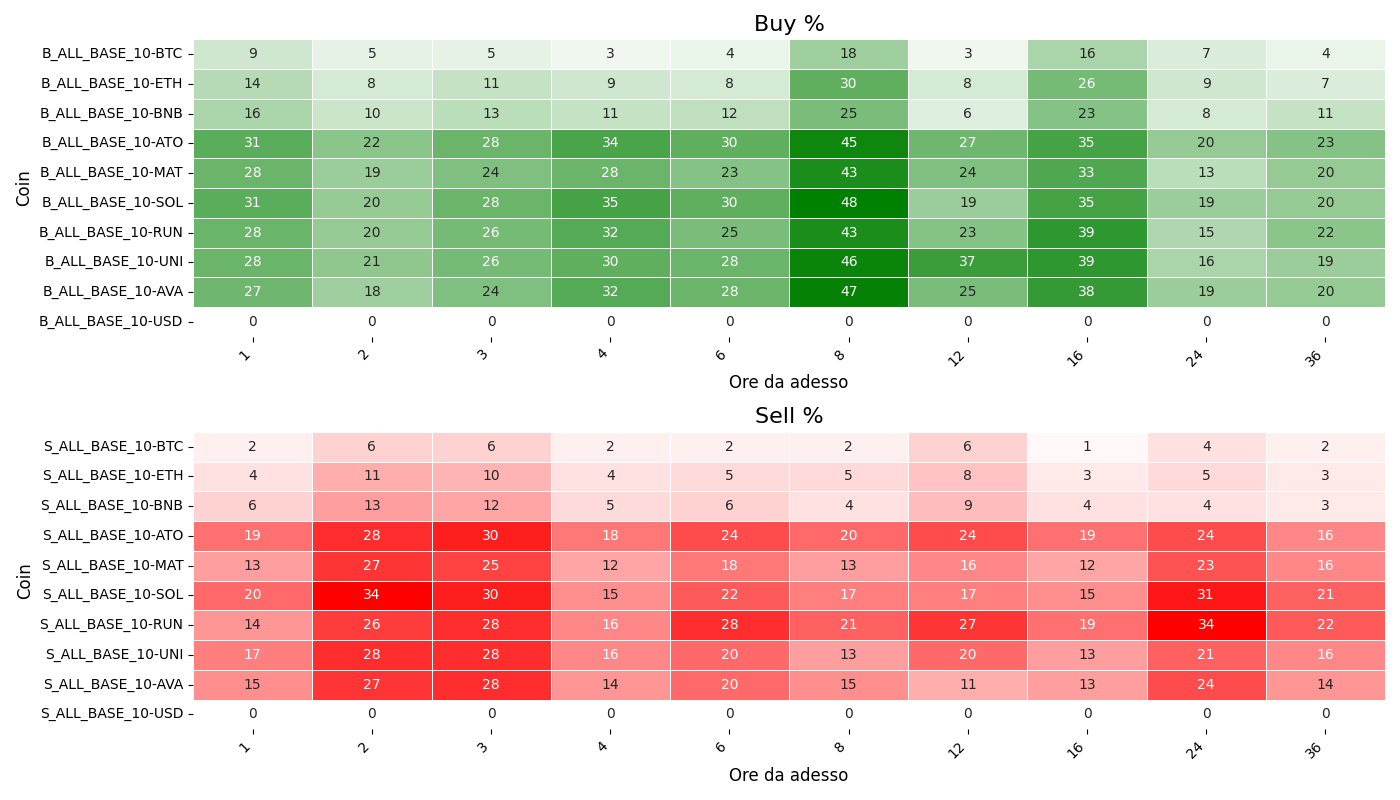 Buy %
Coin
B_ALL_BASE_10-BTC 9 5 5 3 4 18 3 16 7 4
B_ALL_BASE_10-ETH 14 8 11 9 8 30 8 26 9 7
B_ALL_BASE_10-BNB 16 10 13 11 12 25 6 23 8 11
B_ALL_BASE_10-ATO 31 22 28 34 30 45 27 35 20 23
B_ALL_BASE_10-MAT 28 19 24 28 23 43 24 33 13 20
B_ALL_BASE_10-SOL 31 20 28 35 30 48 19 35 19 20
B_ALL_BASE_10-RUN 28 20 26 32 25 43 23 39 15 22
B_ALL_BASE_10-UNI 28 21 26 30 28 46 37 39 16 19
B_ALL_BASE_10-AVA 27 18 24 32 28 47 25 38 19 20
B_ALL_BASE_10-USD 0 0 0 0 0 0 0 0 0 0
1 2 3 4 6 8 12 16 24 36
Ore da adesso
Sell %
Coin
S_ALL_BASE_10-BTC 2 6 6 2 2 2 6 1 4 2
S_ALL_BASE_10-ETH 4 11 10 4 5 5 8 3 5 3
S_ALL_BASE_10-BNB 6 13 12 5 6 4 9 4 4 3
S_ALL_BASE_10-ATO 19 28 30 18 24 20 24 19 24 16
S_ALL_BASE_10-MAT 13 27 25 12 18 13 16 12 23 16
S_ALL_BASE_10-SOL 20 34 30 15 22 17 17 15 31 21
S_ALL_BASE_10-RUN 14 26 28 16 28 21 27 19 34 22
S_ALL_BASE_10-UNI 17 28 28 16 20 13 20 13 21 16
S_ALL_BASE_10-AVA 15 27 28 14 20 15 11 13 24 14
S_ALL_BASE_10-USD 0 0 0 0 0 0 0 0 0 0
1 2 3 4 6 8 12 16 24 36
Ore da adesso